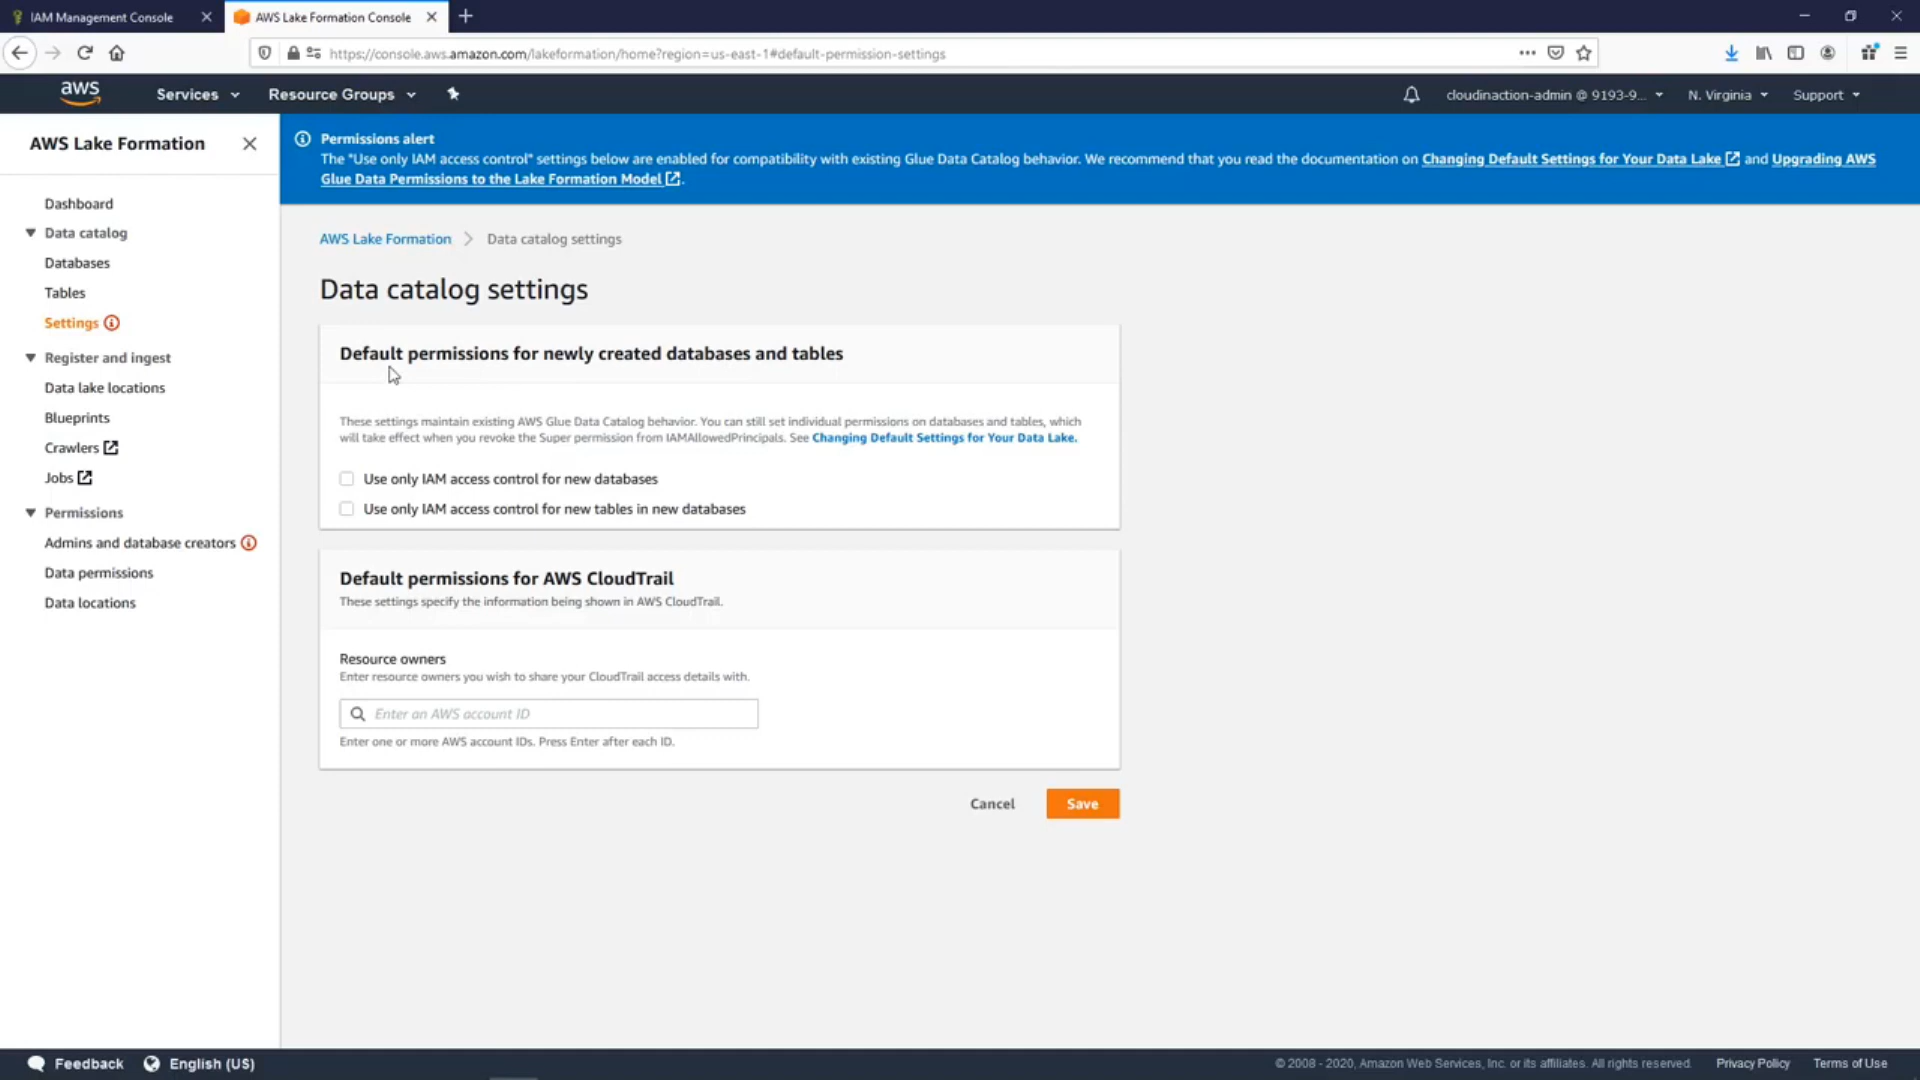 IAM Management Console
AWS Lake Formation Console
https://console.aws.amazon.com/lakeformation/home?region=us-east-1#default-permission-settings
aws
Services
Resource Groups
cloudinaction-admin @ 9193-9...
N. Virginia
Support
AWS Lake Formation
Dashboard
Data catalog
Databases
Tables
Settings
Register and ingest
Data lake locations
Blueprints
Crawlers
Jobs
Permissions
Admins and database creators
Data permissions
Data locations
Permissions alert
The "Use only IAM access control" settings below are enabled for compatibility with existing Glue Data Catalog behavior. We recommend that you read the documentation on Changing Default Settings for Your Data Lake and Upgrading AWS
Glue Data Permissions to the Lake Formation Model.
AWS Lake Formation > Data catalog settings
Data catalog settings
Default permissions for newly created databases and tables
These settings maintain existing AWS Glue Data Catalog behavior. You can still set individual permissions on databases and tables, which
will take effect when you revoke the Super permission from IAMAllowedPrincipals. See Changing Default Settings for Your Data Lake.
Use only IAM access control for new databases
Use only IAM access control for new tables in new databases
Default permissions for AWS CloudTrail
These settings specify the information being shown in AWS CloudTrail.
Resource owners
Enter resource owners you wish to share your CloudTrail access details with.
Enter an AWS account ID
Enter one or more AWS account IDs. Press Enter after each ID.
Cancel
Save
Feedback
English (US)
© 2008 - 2020, Amazon Web Services, Inc. or its affiliates. All rights reserved.
Privacy Policy
Terms of Use